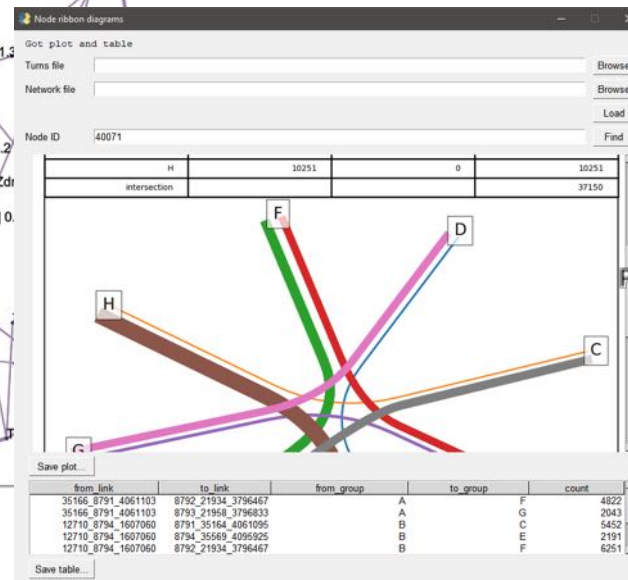 Node ribbon diagrams
Got plot and table
Turns file
Browse
Network file
Browse
Load
Node ID 40071 Find
H 10251 0 10251
intersection 37150
F
D
H
C
G
Save plot...
from_link to_link from_group to_group count
35166_8791_4061103 8792_21934_3796467 A F 4822
35166_8791_4061103 8793_21958_3796833 A G 2043
12710_8794_1607060 8791_35164_4061095 B C 5452
12710_8794_1607060 8794_35569_4095925 B E 2191
12710_8794_1607060 8792_21934_3796467 B F 6251
Save table...